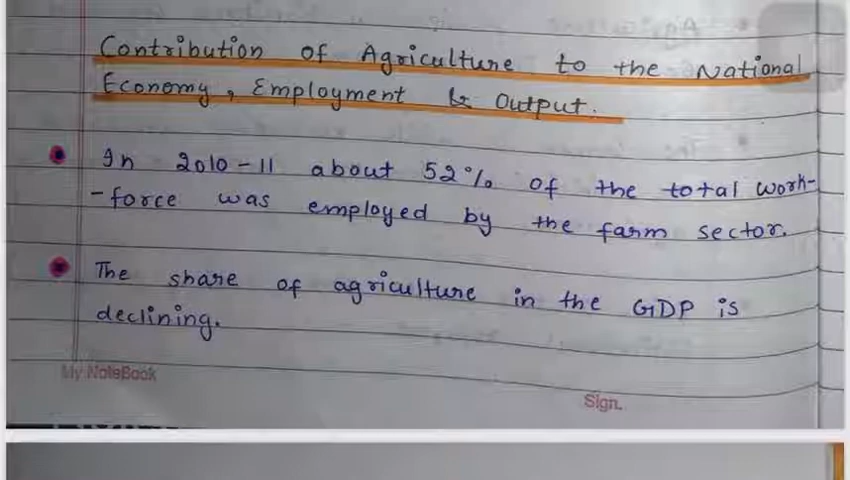 Contribution of Agriculture to the National
Economy, Employment & Output.
In 2010-11 about 52% of the total work-
-force was employed by the farm sector.
The share of agriculture in the GDP is
declining.
My NoteBook
Sign.